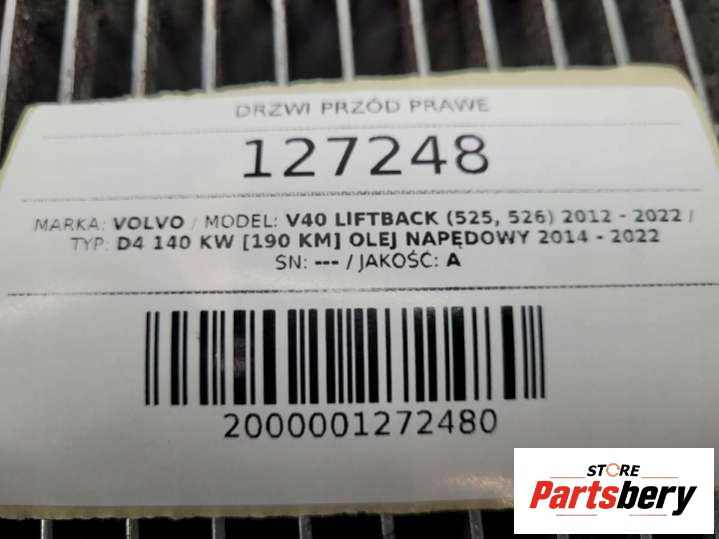 DRZWI PRZÓD PRAWE
127248
MARKA: VOLVO / MODEL: V40 LIFTBACK (525, 526) 2012 - 2022 /
TYP: D4 140 KW [190 KM] OLEJ NAPĘDOWY 2014 - 2022
SN: --- / JAKOŚĆ: A
2000001272480
STORE
Partsbery